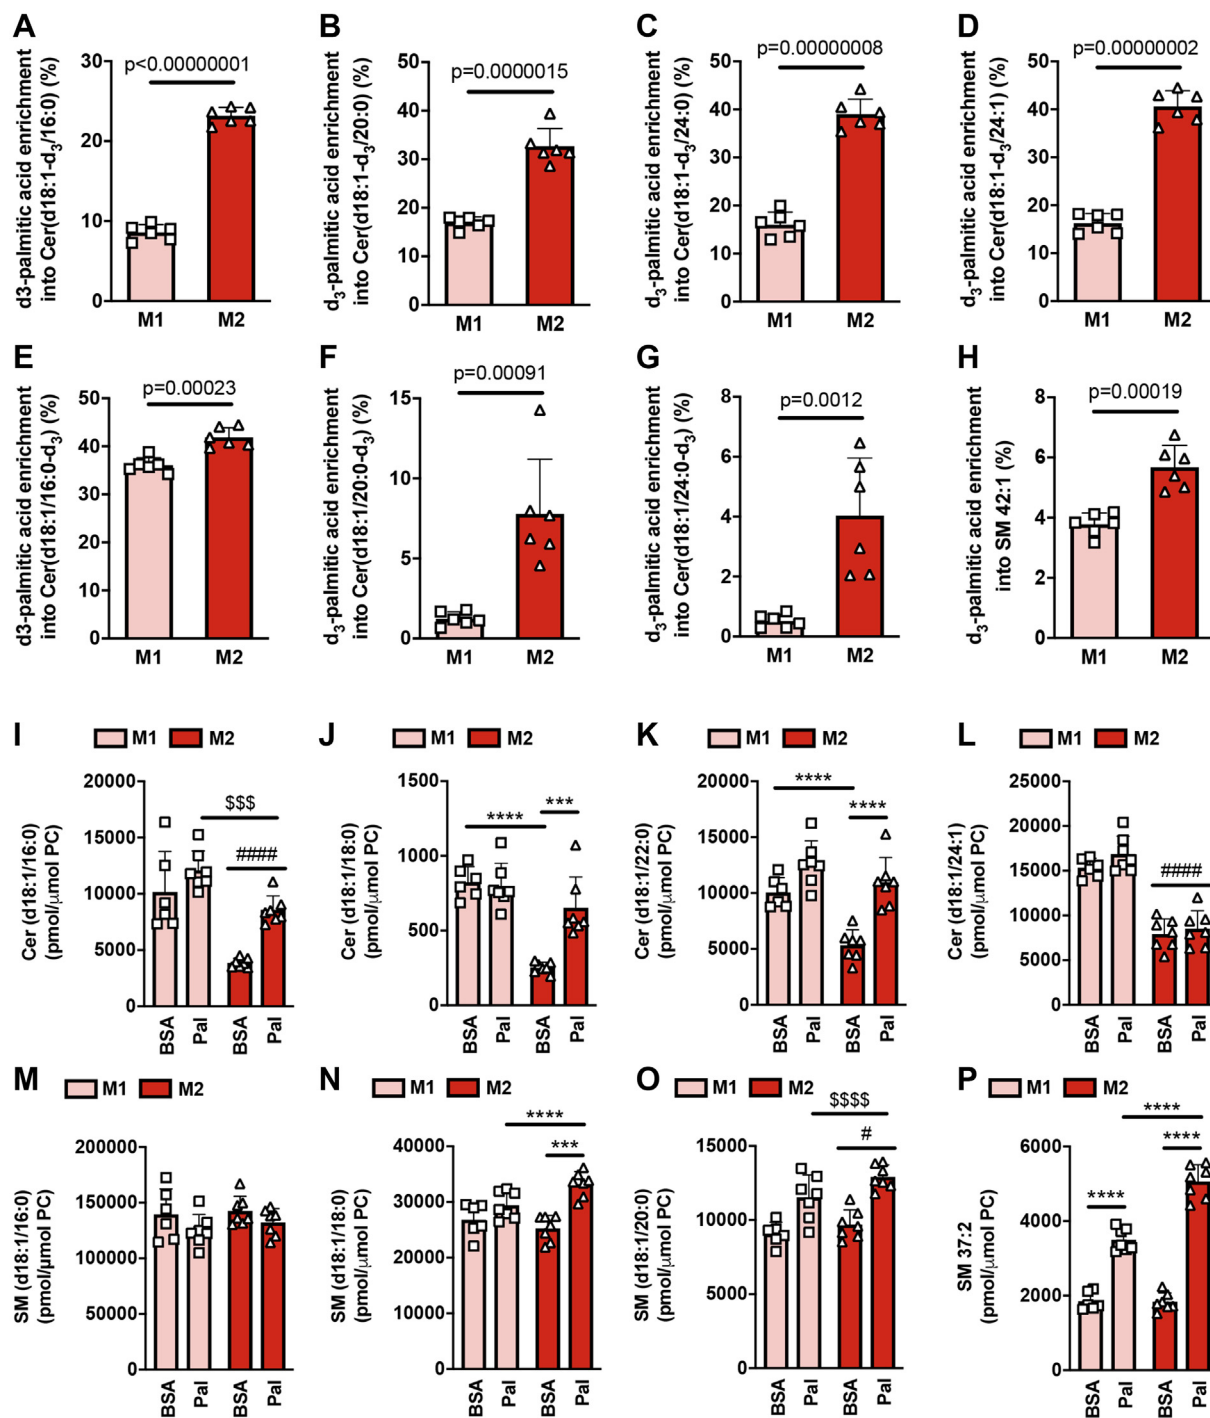 A
d3-palmitic acid enrichment
into Cer(d18:1-d3/16:0) (%)
30
20
10
0
p<0.00000001
M1 M2
B
d3-palmitic acid enrichment
into Cer(d18:1-d3/20:0) (%)
50
40
30
20
10
0
p=0.0000015
M1 M2
C
d3-palmitic acid enrichment
into Cer(d18:1-d3/24:0) (%)
50
40
30
20
10
0
p=0.00000008
M1 M2
D
d3-palmitic acid enrichment
into Cer(d18:1-d3/24:1) (%)
50
40
30
20
10
0
p=0.00000002
M1 M2
E
d3-palmitic acid enrichment
into Cer(d18:1/16:0-d3) (%)
50
40
30
20
10
0
p=0.00023
M1 M2
F
d3-palmitic acid enrichment
into Cer(d18:1/20:0-d3) (%)
15
10
5
0
p=0.00091
M1 M2
G
d3-palmitic acid enrichment
into Cer(d18:1/24:0-d3) (%)
8
6
4
2
0
p=0.0012
M1 M2
H
d3-palmitic acid enrichment
into SM 42:1 (%)
8
6
4
2
0
p=0.00019
M1 M2
I
M1 M2
Cer (d18:1/16:0)
(pmol/μmol PC)
20000
15000
10000
5000
0
$$$
####
BSA Pal BSA Pal
J
M1 M2
Cer (d18:1/18:0)
(pmol/μmol PC)
1500
1000
500
0
**** ***
BSA Pal BSA Pal
K
M1 M2
Cer (d18:1/22:0)
(pmol/μmol PC)
20000
15000
10000
5000
0
****
****
BSA Pal BSA Pal
L
M1 M2
Cer (d18:1/24:1)
(pmol/μmol PC)
25000
20000
15000
10000
5000
0
####
BSA Pal BSA Pal
M
M1 M2
SM (d18:1/16:0)
(pmol/μmol PC)
200000
150000
100000
50000
0
BSA Pal BSA Pal
N
M1 M2
SM (d18:1/18:0)
(pmol/μmol PC)
40000
30000
20000
10000
0
****
***
BSA Pal BSA Pal
O
M1 M2
SM (d18:1/20:0)
(pmol/μmol PC)
15000
10000
5000
0
$$$$
#
BSA Pal BSA Pal
P
M1 M2
SM 37:2
(pmol/μmol PC)
6000
4000
2000
0
****
****
****
BSA Pal BSA Pal